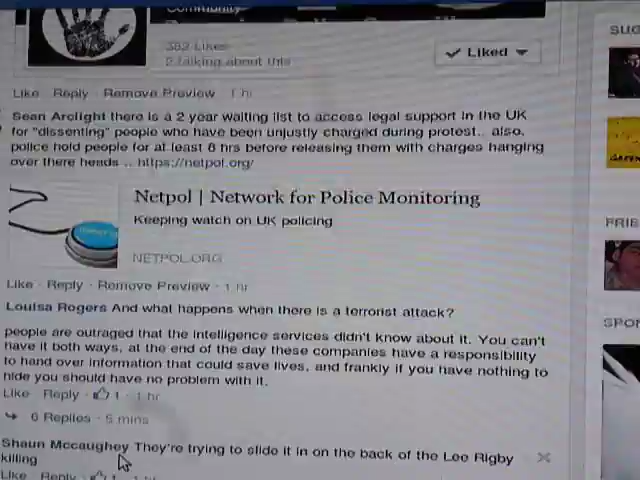 Community
382 Likes
2 talking about this
Liked
Like Reply Remove Preview 1 hr
Sean Arclight there is a 2 year waiting list to access legal support in the UK
for "dissenting" people who have been unjustly charged during protest.. also,
police hold people for at least 8 hrs before releasing them with charges hanging
over there heads .. https://netpol.org/
Netpol | Network for Police Monitoring
Keeping watch on UK policing
NETPOL.ORG
Like · Reply · Remove Preview · 1 hr
Louisa Rogers And what happens when there is a terrorist attack?
people are outraged that the intelligence services didn't know about it. You can't
have it both ways, at the end of the day these companies have a responsibility
to hand over information that could save lives, and frankly if you have nothing to
hide you should have no problem with it.
Like Reply · 1 · 1 hr
6 Replies · 5 mins
Shaun Mccaughey They're trying to slide it in on the back of the Lee Rigby
killing
Like Reply 1
SUG
FRIE
SPON